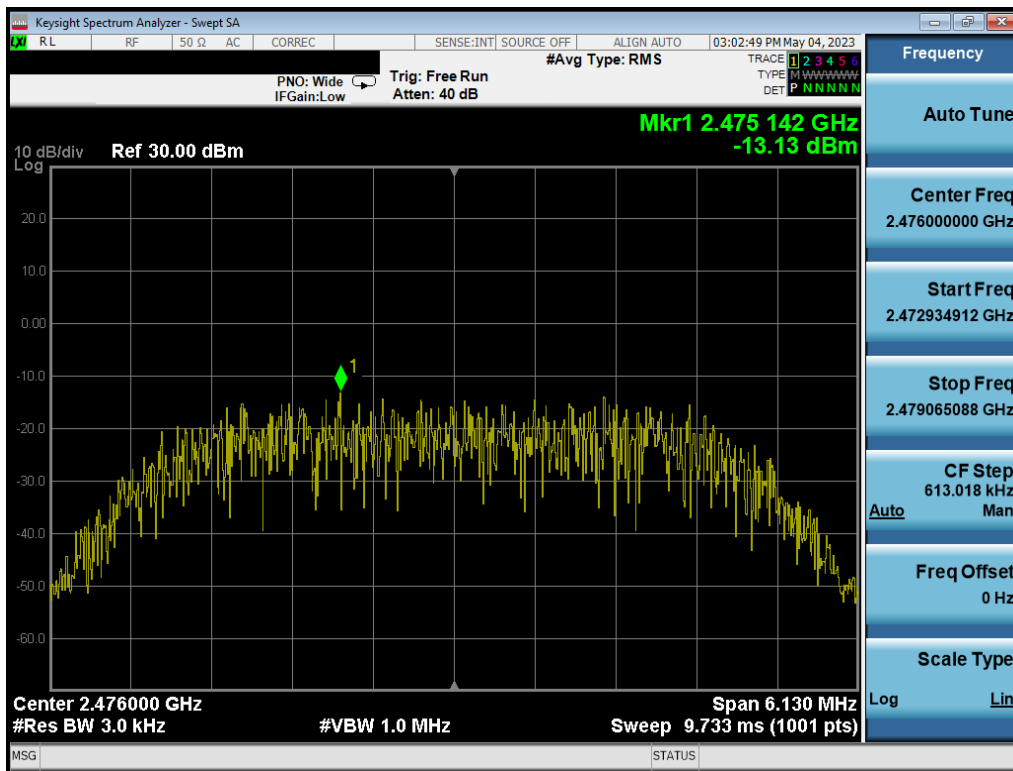 Keysight Spectrum Analyzer - Swept SA
LXI RL RF 50 Ω AC CORREC SENSE:INT SOURCE OFF ALIGN AUTO 03:02:49 PM May 04, 2023
#Avg Type: RMS
PNO: Wide
IFGain:Low
Trig: Free Run
Atten: 40 dB
TRACE 1 2 3 4 5 6
TYPE M W W W W W
DET P N N N N N
Mkr1 2.475 142 GHz
-13.13 dBm
10 dB/div Ref 30.00 dBm
Log
20.0
10.0
0.00
-10.0
-20.0
-30.0
-40.0
-50.0
-60.0
1
Center 2.476000 GHz Span 6.130 MHz
#Res BW 3.0 kHz #VBW 1.0 MHz Sweep 9.733 ms (1001 pts)
MSG STATUS
Frequency
Auto Tune
Center Freq
2.476000000 GHz
Start Freq
2.472934912 GHz
Stop Freq
2.479065088 GHz
CF Step
613.018 kHz
Auto Man
Freq Offset
0 Hz
Scale Type
Log Lin